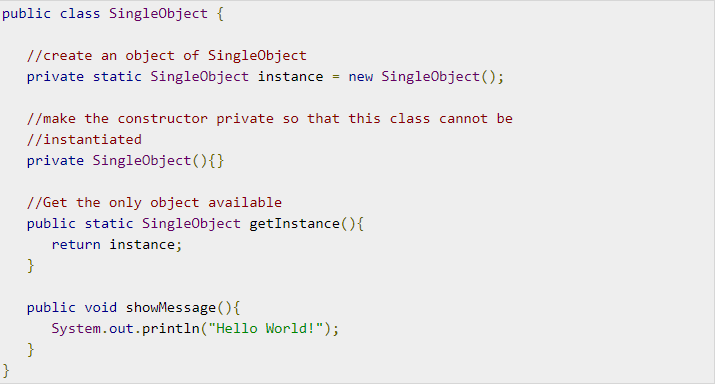 public class SingleObject {
//create an object of SingleObject
private static SingleObject instance = new SingleObject();
//make the constructor private so that this class cannot be
//instantiated
private SingleObject(){}
//Get the only object available
public static SingleObject getInstance(){
return instance;
}
public void showMessage(){
System.out.println("Hello World!");
}
}